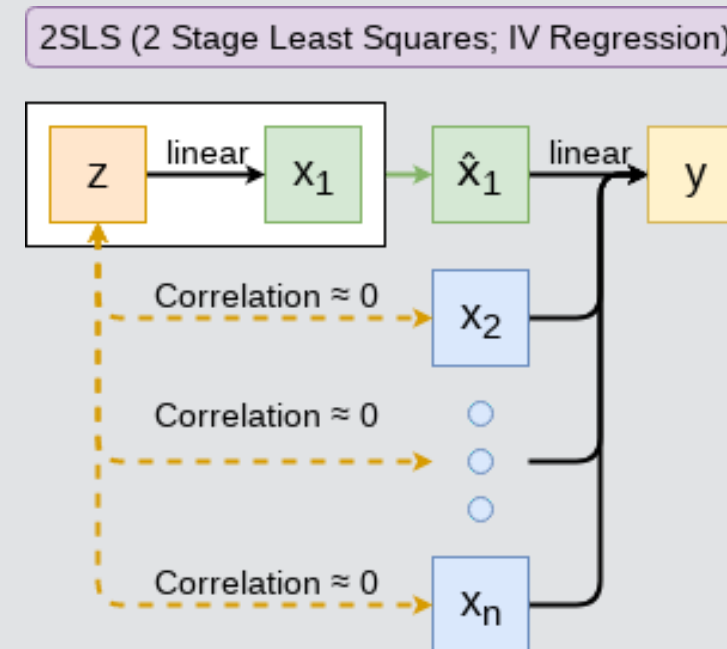 2SLS (2 Stage Least Squares; IV Regression)
z linear x₁ x̂₁ linear y
Correlation ≈ 0 x₂
Correlation ≈ 0
Correlation ≈ 0 xₙ